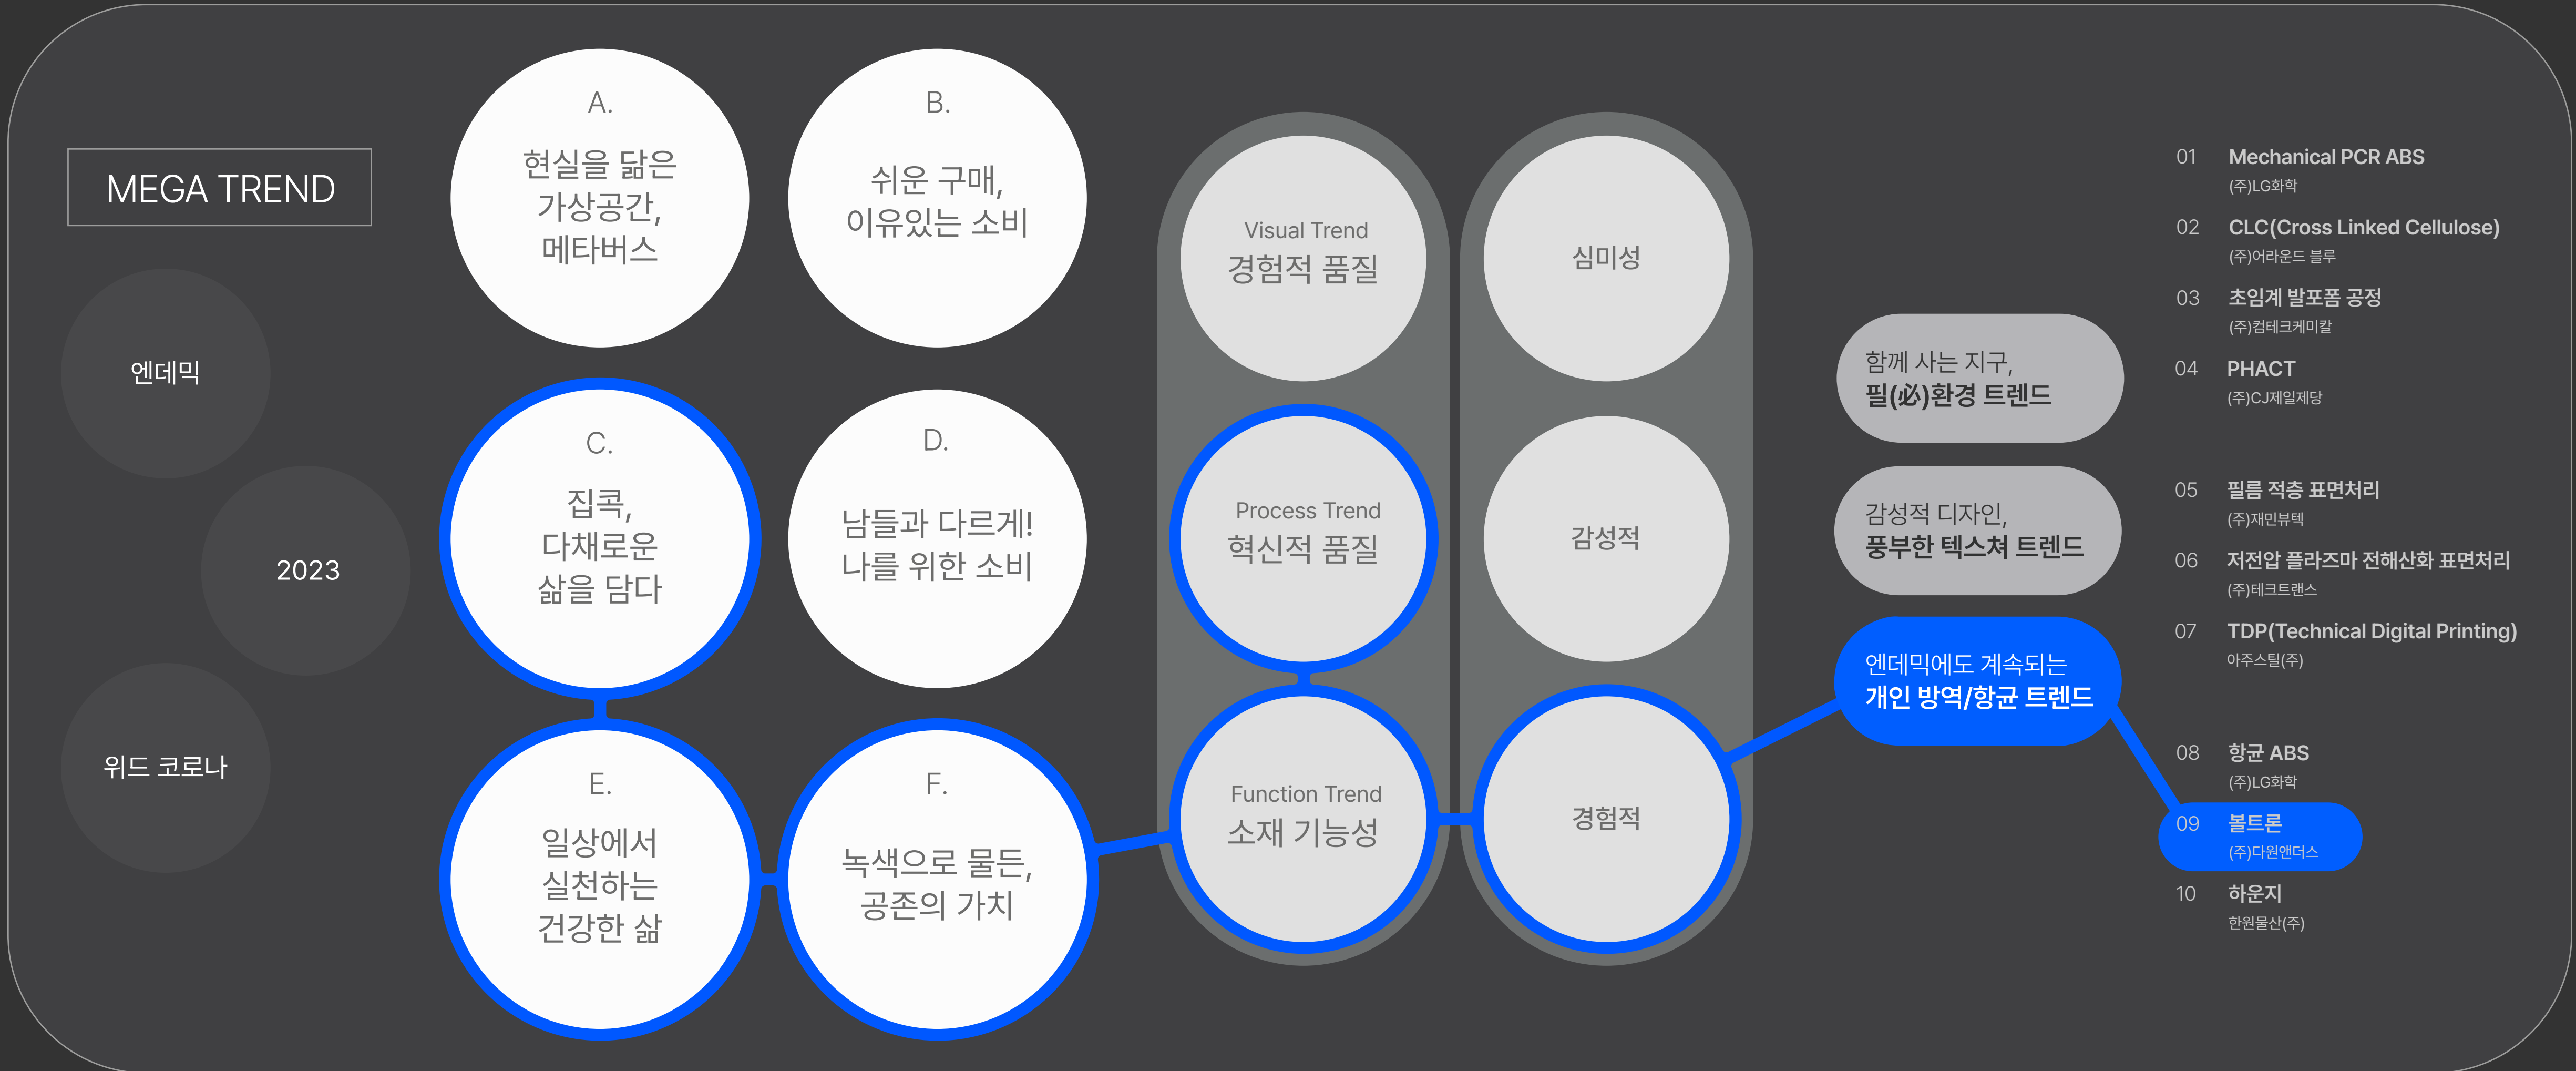 MEGA TREND
엔데믹
2023
위드 코로나
A.
현실을 닮은
가상공간,
메타버스
B.
쉬운 구매,
이유있는 소비
C.
집콕,
다채로운
삶을 담다
D.
남들과 다르게!
나를 위한 소비
E.
일상에서
실천하는
건강한 삶
F.
녹색으로 물든,
공존의 가치
Visual Trend
경험적 품질
Process Trend
혁신적 품질
Function Trend
소재 기능성
심미성
감성적
경험적
함께 사는 지구,
필(必)환경 트렌드
감성적 디자인,
풍부한 텍스쳐 트렌드
엔데믹에도 계속되는
개인 방역/항균 트렌드
01 Mechanical PCR ABS
(주)LG화학
02 CLC(Cross Linked Cellulose)
(주)어라운드 블루
03 초임계 발포폼 공정
(주)컴테크케미칼
04 PHACT
(주)CJ제일제당
05 필름 적층 표면처리
(주)재민뷰텍
06 저전압 플라즈마 전해산화 표면처리
(주)테크트랜스
07 TDP(Technical Digital Printing)
아주스틸(주)
08 항균 ABS
(주)LG화학
09 볼트론
(주)다원앤더스
10 하운지
한원물산(주)